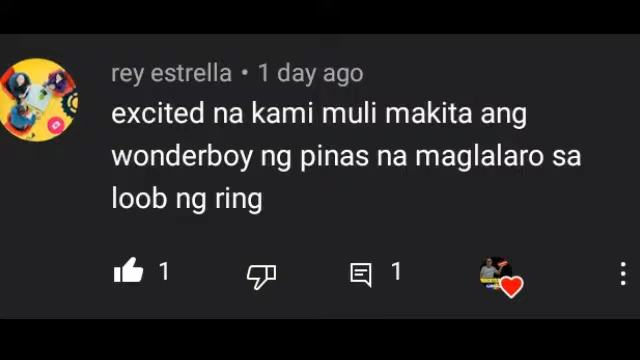 rey estrella • 1 day ago
excited na kami muli makita ang
wonderboy ng pinas na maglalaro sa
loob ng ring
1 1